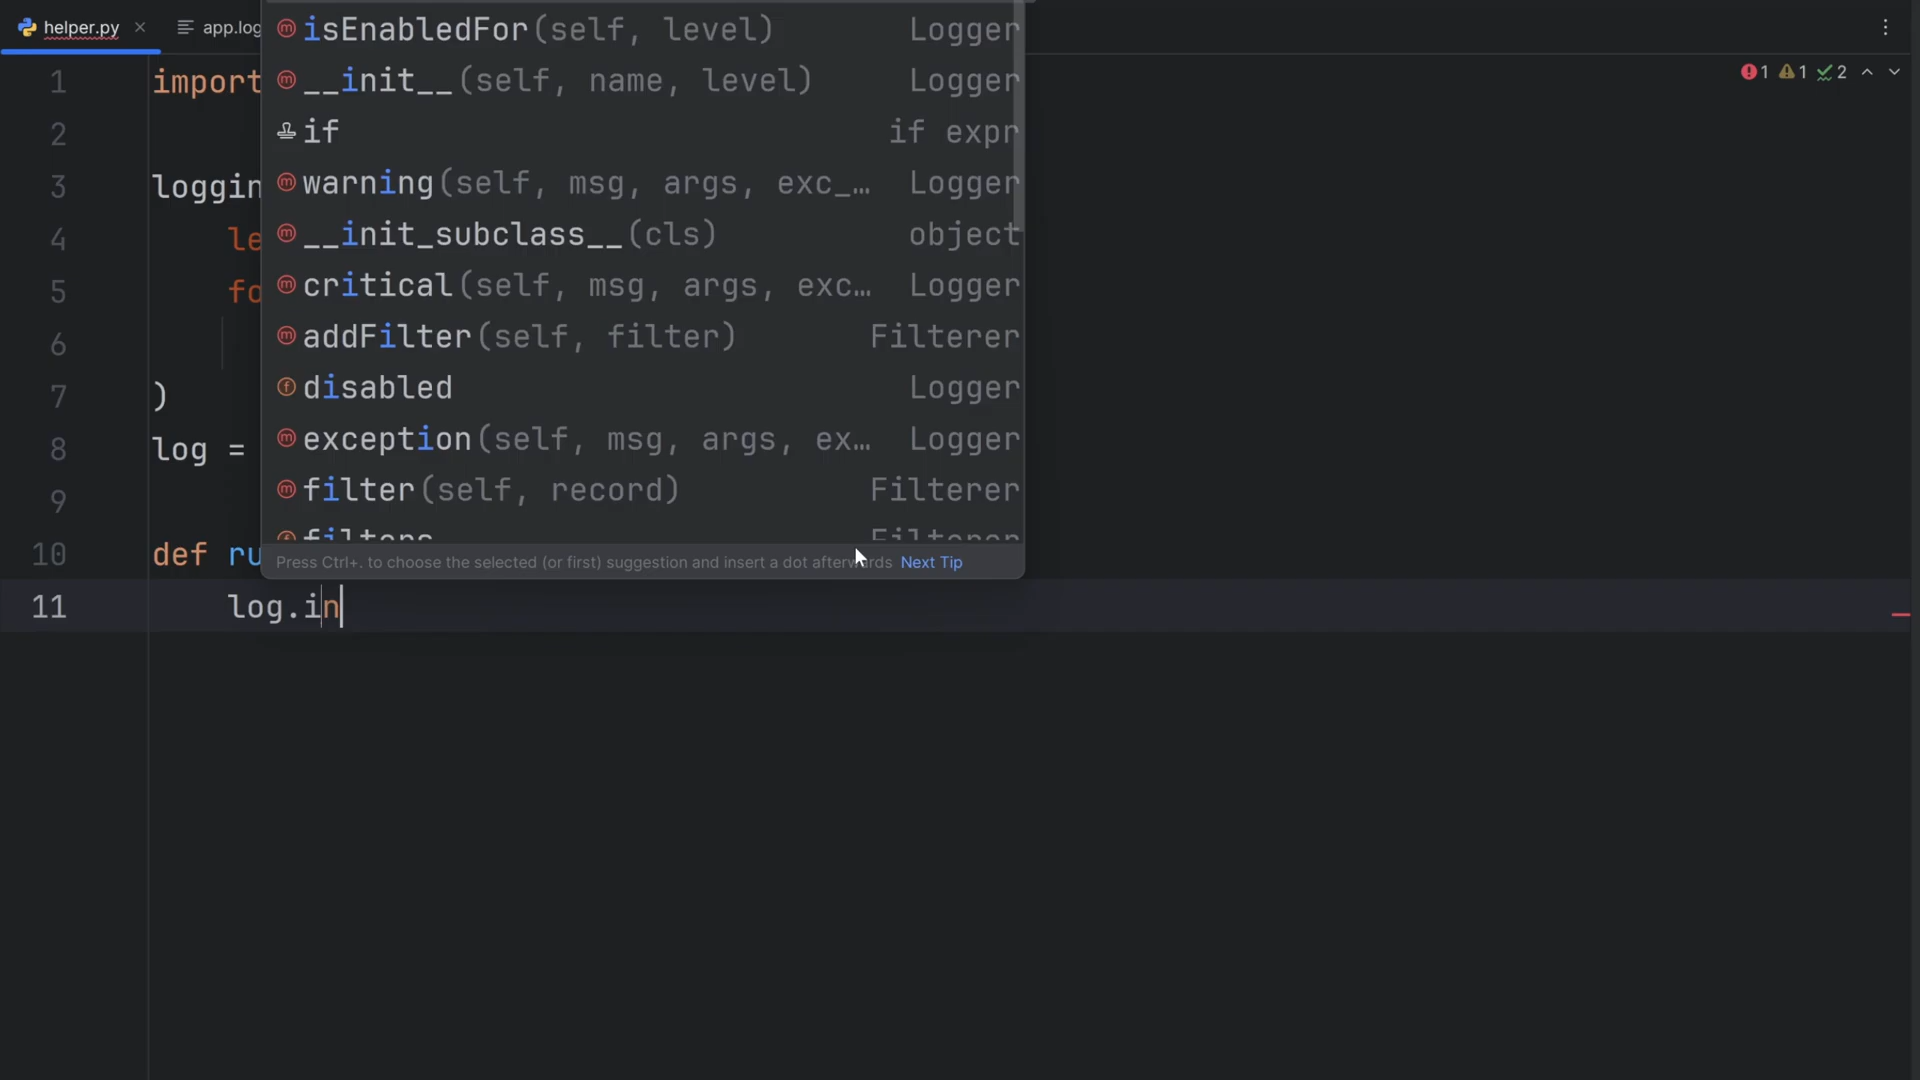 helper.py
app.log
1 1 2
1 import
2
3 loggin
4 le
5 fo
6
7 )
8 log =
9
10 def ru
11 log.in
isEnabledFor(self, level) Logger
__init__(self, name, level) Logger
if if expr
warning(self, msg, args, exc_… Logger
__init_subclass__(cls) object
critical(self, msg, args, exc… Logger
addFilter(self, filter) Filterer
disabled Logger
exception(self, msg, args, ex… Logger
filter(self, record) Filterer
filters Filterer
Press Ctrl+. to choose the selected (or first) suggestion and insert a dot afterwards Next Tip